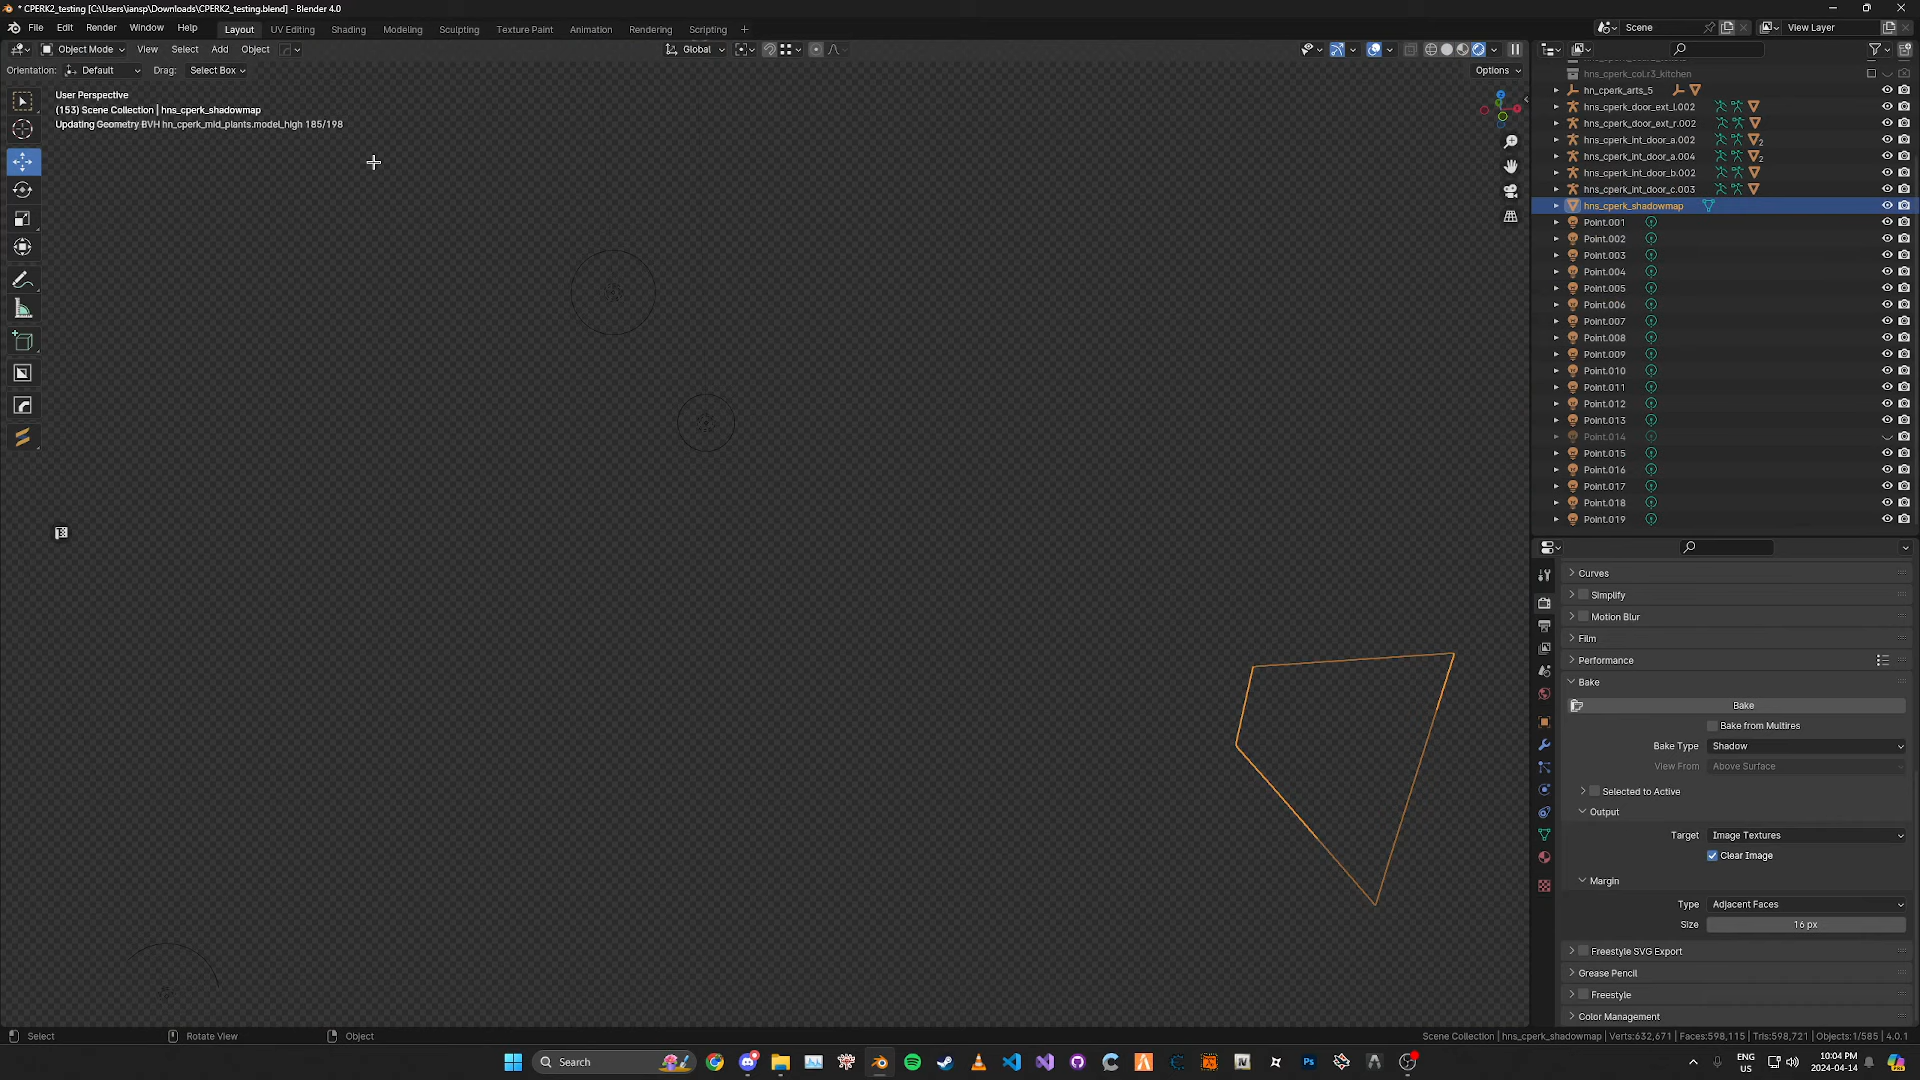 * CPERK2_testing [C:\Users\iansp\Downloads\CPERK2_testing.blend] - Blender 4.0
File Edit Render Window Help Layout UV Editing Shading Modeling Sculpting Texture Paint Animation Rendering Scripting + Scene View Layer
Object Mode View Select Add Object Global
Orientation: Default Drag: Select Box Options
User Perspective
(153) Scene Collection | hns_cperk_shadowmap
Updating Geometry BVH hn_cperk_mid_plants.model_high 185/198
hns_cperk_col.r3_kitchen
hn_cperk_arts_5
hns_cperk_door_ext_l.002
hns_cperk_door_ext_r.002
hns_cperk_int_door_a.002 2
hns_cperk_int_door_a.004 2
hns_cperk_int_door_b.002
hns_cperk_int_door_c.003
hns_cperk_shadowmap
Point.001
Point.002
Point.003
Point.004
Point.005
Point.006
Point.007
Point.008
Point.009
Point.010
Point.011
Point.012
Point.013
Point.014
Point.015
Point.016
Point.017
Point.018
Point.019
Curves
Simplify
Motion Blur
Film
Performance
Bake
Bake
Bake from Multires
Bake Type Shadow
View From Above Surface
Selected to Active
Output
Target Image Textures
Clear Image
Margin
Type Adjacent Faces
Size 16 px
Freestyle SVG Export
Grease Pencil
Freestyle
Color Management
Select Rotate View Object Scene Collection | hns_cperk_shadowmap | Verts:632,671 | Faces:598,115 | Tris:598,721 | Objects:1/585 | 4.0.1
Search
ENG
US
10:04 PM
2024-04-14